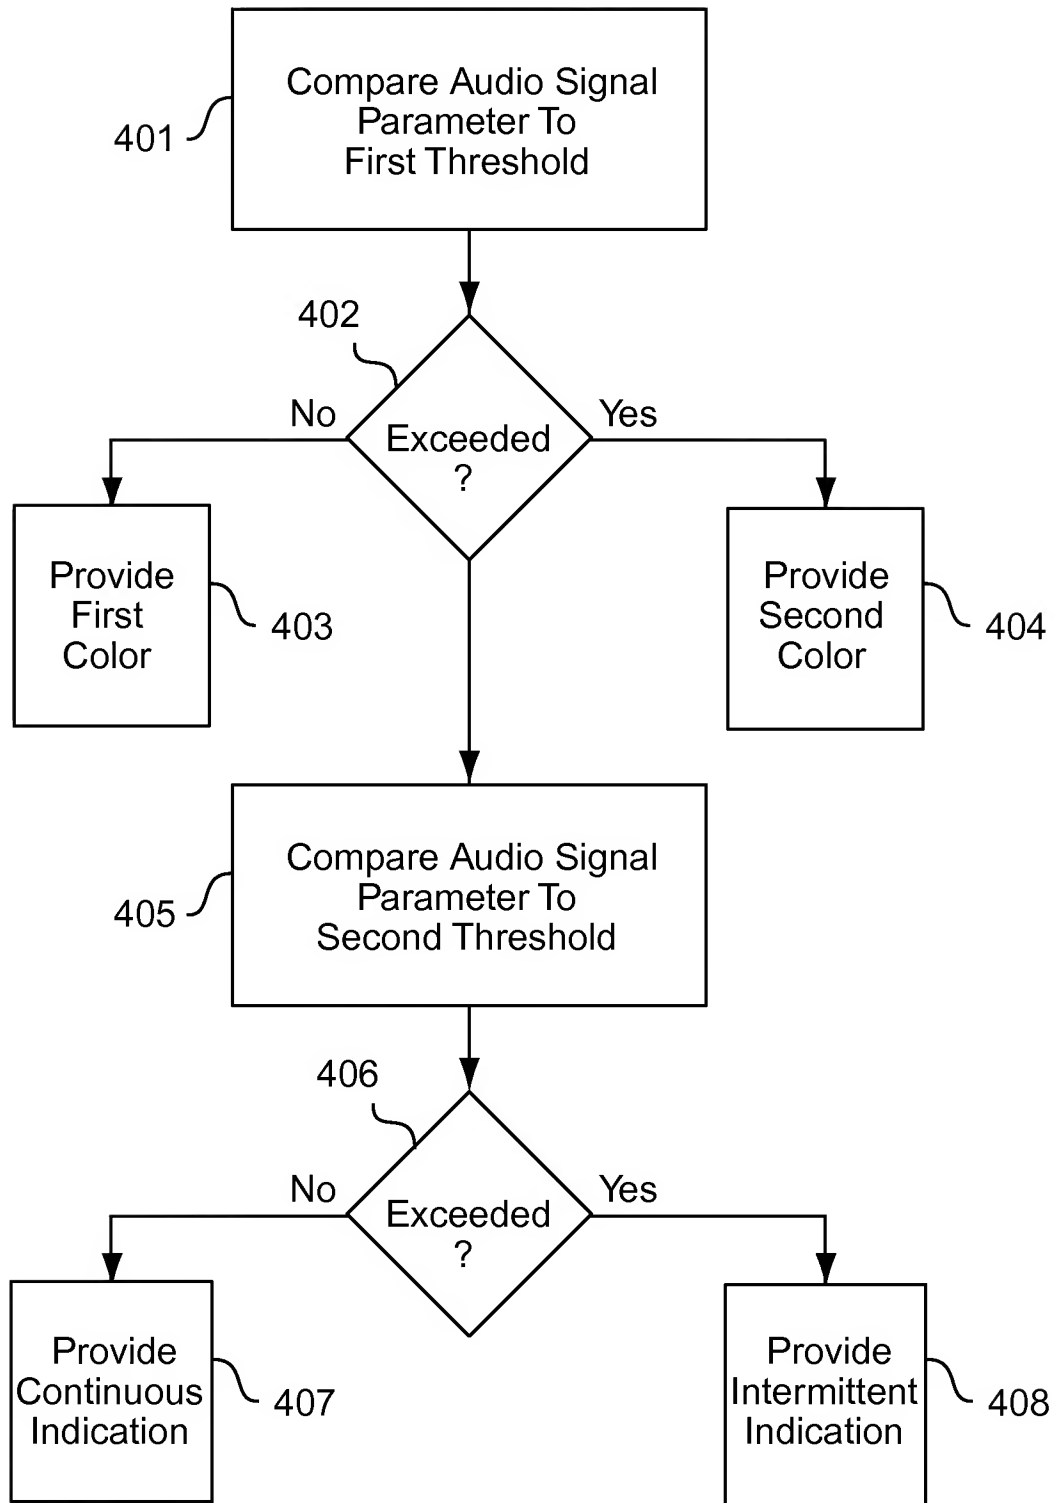 Compare Audio Signal
Parameter To
First Threshold
401
402
No
Yes
Exceeded
?
Provide
First
Color
403
Provide
Second
Color
404
Compare Audio Signal
Parameter To
Second Threshold
405
406
No
Yes
Exceeded
?
Provide
Continuous
Indication
407
Provide
Intermittent
Indication
408